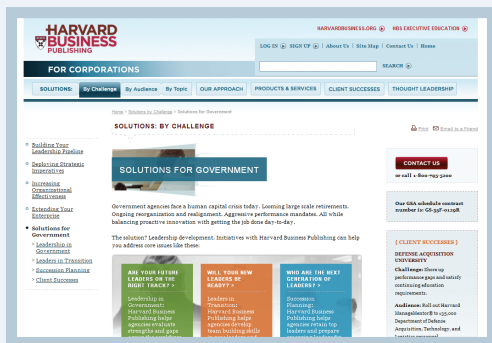 HARVARD
BUSINESS
PUBLISHING
HARVARDBUSINESS.ORG
HBS EXECUTIVE EDUCATION
LOG IN SIGN UP | About Us | Site Map | Contact Us | Home
FOR CORPORATIONS
SEARCH
SOLUTIONS: By Challenge By Audience By Topic OUR APPROACH PRODUCTS & SERVICES CLIENT SUCCESSES THOUGHT LEADERSHIP
Home > Solutions by Challenge > Solutions for Government
SOLUTIONS: BY CHALLENGE
Print Email to a Friend
Building Your
Leadership Pipeline
Deploying Strategic
Imperatives
Increasing
Organizational
Effectiveness
Extending Your
Enterprise
Solutions for
Government
> Leadership in
Government
> Leaders in Transition
> Succession Planning
> Client Successes
SOLUTIONS FOR GOVERNMENT
Government agencies face a human capital crisis today. Looming large scale retirements.
Ongoing reorganization and realignment. Aggressive performance mandates. All while
balancing proactive innovation with getting the job done day-to-day.
The solution? Leadership development. Initiatives with Harvard Business Publishing can help
you address core issues like these:
ARE YOUR FUTURE
LEADERS ON THE
RIGHT TRACK? >
Leadership in
Government:
Harvard Business
Publishing helps
agencies evaluate
strengths and gaps
WILL YOUR NEW
LEADERS BE
READY? >
Leaders in
Transition:
Harvard Business
Publishing helps
agencies develop
team building skills
WHO ARE THE NEXT
GENERATION OF
LEADERS? >
Succession
Planning:
Harvard Business
Publishing helps
agencies retain top
leaders and prepare
CONTACT US
or call 1-800-795-5200
Our GSA schedule contract
number is: GS-35F-0129R
{ CLIENT SUCCESSES }
DEFENSE ACQUISITION
UNIVERSITY
Challenge: Shore up
performance gaps and satisfy
continuing education
requirements.
Audience: Roll out Harvard
ManageMentor® to 135,000
Department of Defense
Acquisition, Technology, and